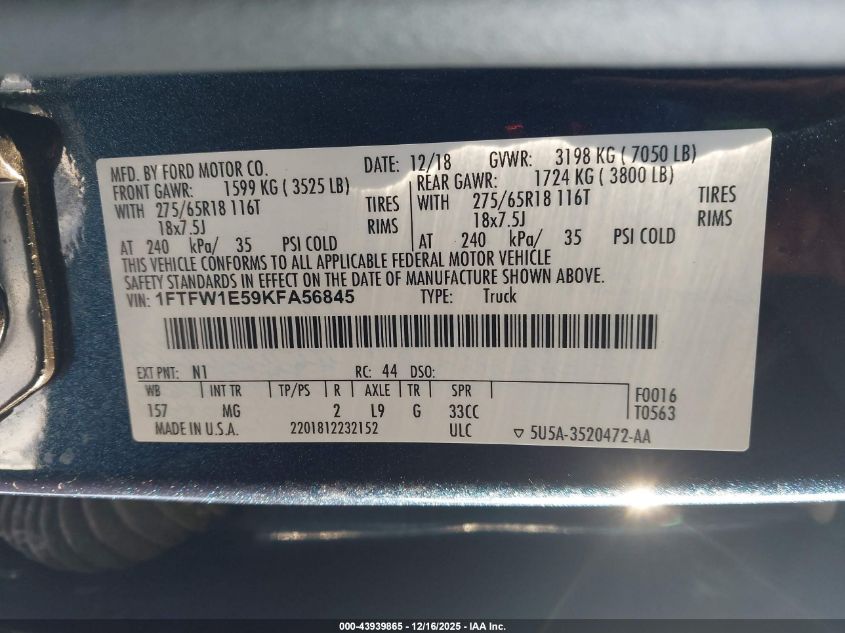 MFD. BY FORD MOTOR CO. DATE: 12/18 GVWR: 3198 KG ( 7050 LB)
FRONT GAWR: 1599 KG ( 3525 LB) REAR GAWR: 1724 KG ( 3800 LB)
WITH 275/65R18 116T TIRES WITH 275/65R18 116T TIRES
18x7.5J RIMS 18x7.5J RIMS
AT 240 kPa/ 35 PSI COLD AT 240 kPa/ 35 PSI COLD
THIS VEHICLE CONFORMS TO ALL APPLICABLE FEDERAL MOTOR VEHICLE
SAFETY STANDARDS IN EFFECT ON THE DATE OF MANUFACTURE SHOWN ABOVE.
VIN: 1FTFW1E59KFA56845 TYPE: Truck
EXT PNT: N1 RC: 44 DSO:
WB INT TR TP/PS R AXLE TR SPR F0016
157 MG 2 L9 G 33CC T0563
MADE IN U.S.A. 2201812232152 ULC ▽ 5U5A-3520472-AA
000-43939865 - 12/16/2025 - IAA Inc.